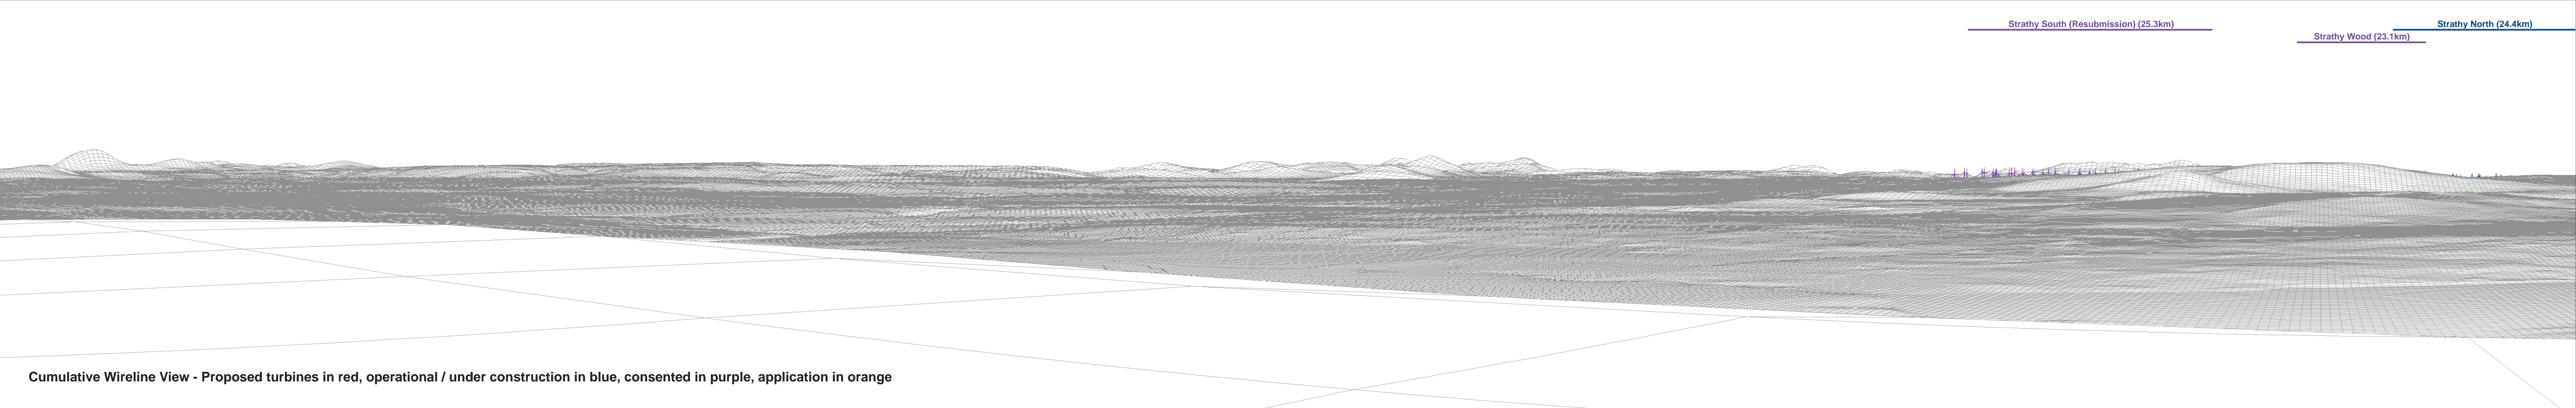 Strathy South (Resubmission) (25.3km)
Strathy North (24.4km)
Strathy Wood (23.1km)
Cumulative Wireline View - Proposed turbines in red, operational / under construction in blue, consented in purple, application in orange